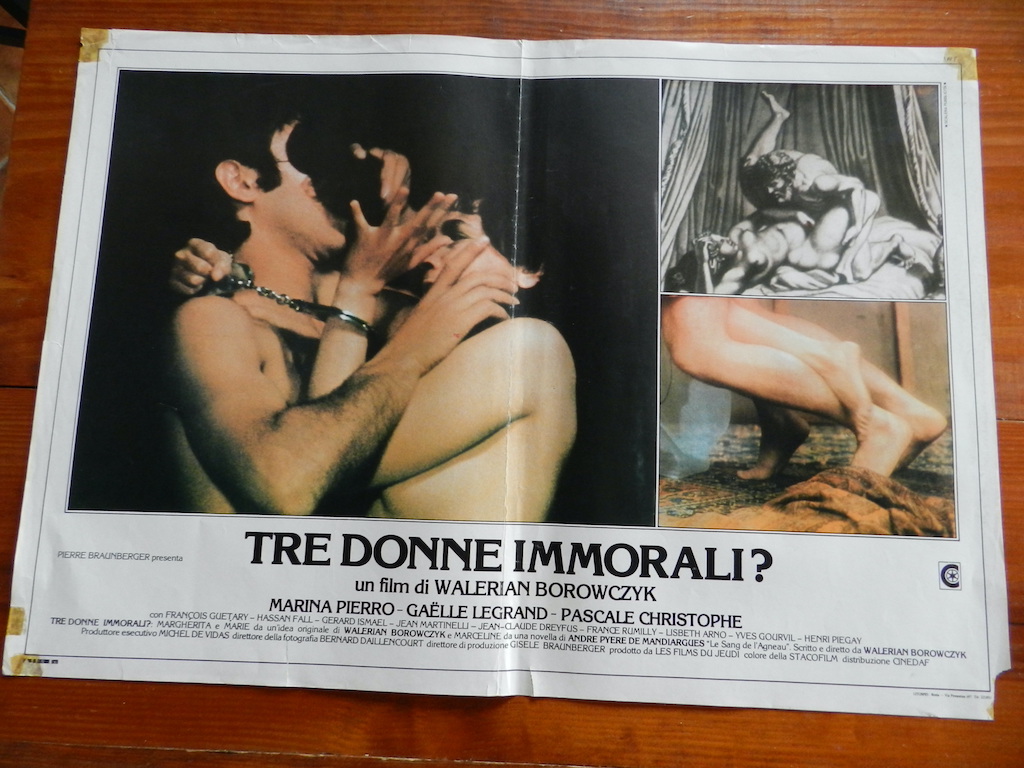 PIERRE BRAUNBERGER presenta
TRE DONNE IMMORALI?
un film di WALERIAN BOROWCZYK
MARINA PIERRO - GAËLLE LEGRAND - PASCALE CHRISTOPHE
con FRANÇOIS GUETARY - HASSAN FALL - GERARD ISMAEL - JEAN MARTINELLI - JEAN-CLAUDE DREYFUS - FRANCE RUMILLY - LISBETH ARNO - YVES GOURVIL - HENRI PIEGAY
TRE DONNE IMMORALI?: MARGHERITA e MARIE da un'idea originale di WALERIAN BOROWCZYK e MARCELINE da una novella di ANDRE PYERE DE MANDIARGUES "Le Sang de l'Agneau". Scritto e diretto da WALERIAN BOROWCZYK
Produttore esecutivo MICHEL DE VIDAS direttore della fotografia BERNARD DAILLENCOURT direttore di produzione GISELE BRAUNBERGER prodotto da LES FILMS DU JEUDI colore della STACOFILM distribuzione CINEDAF